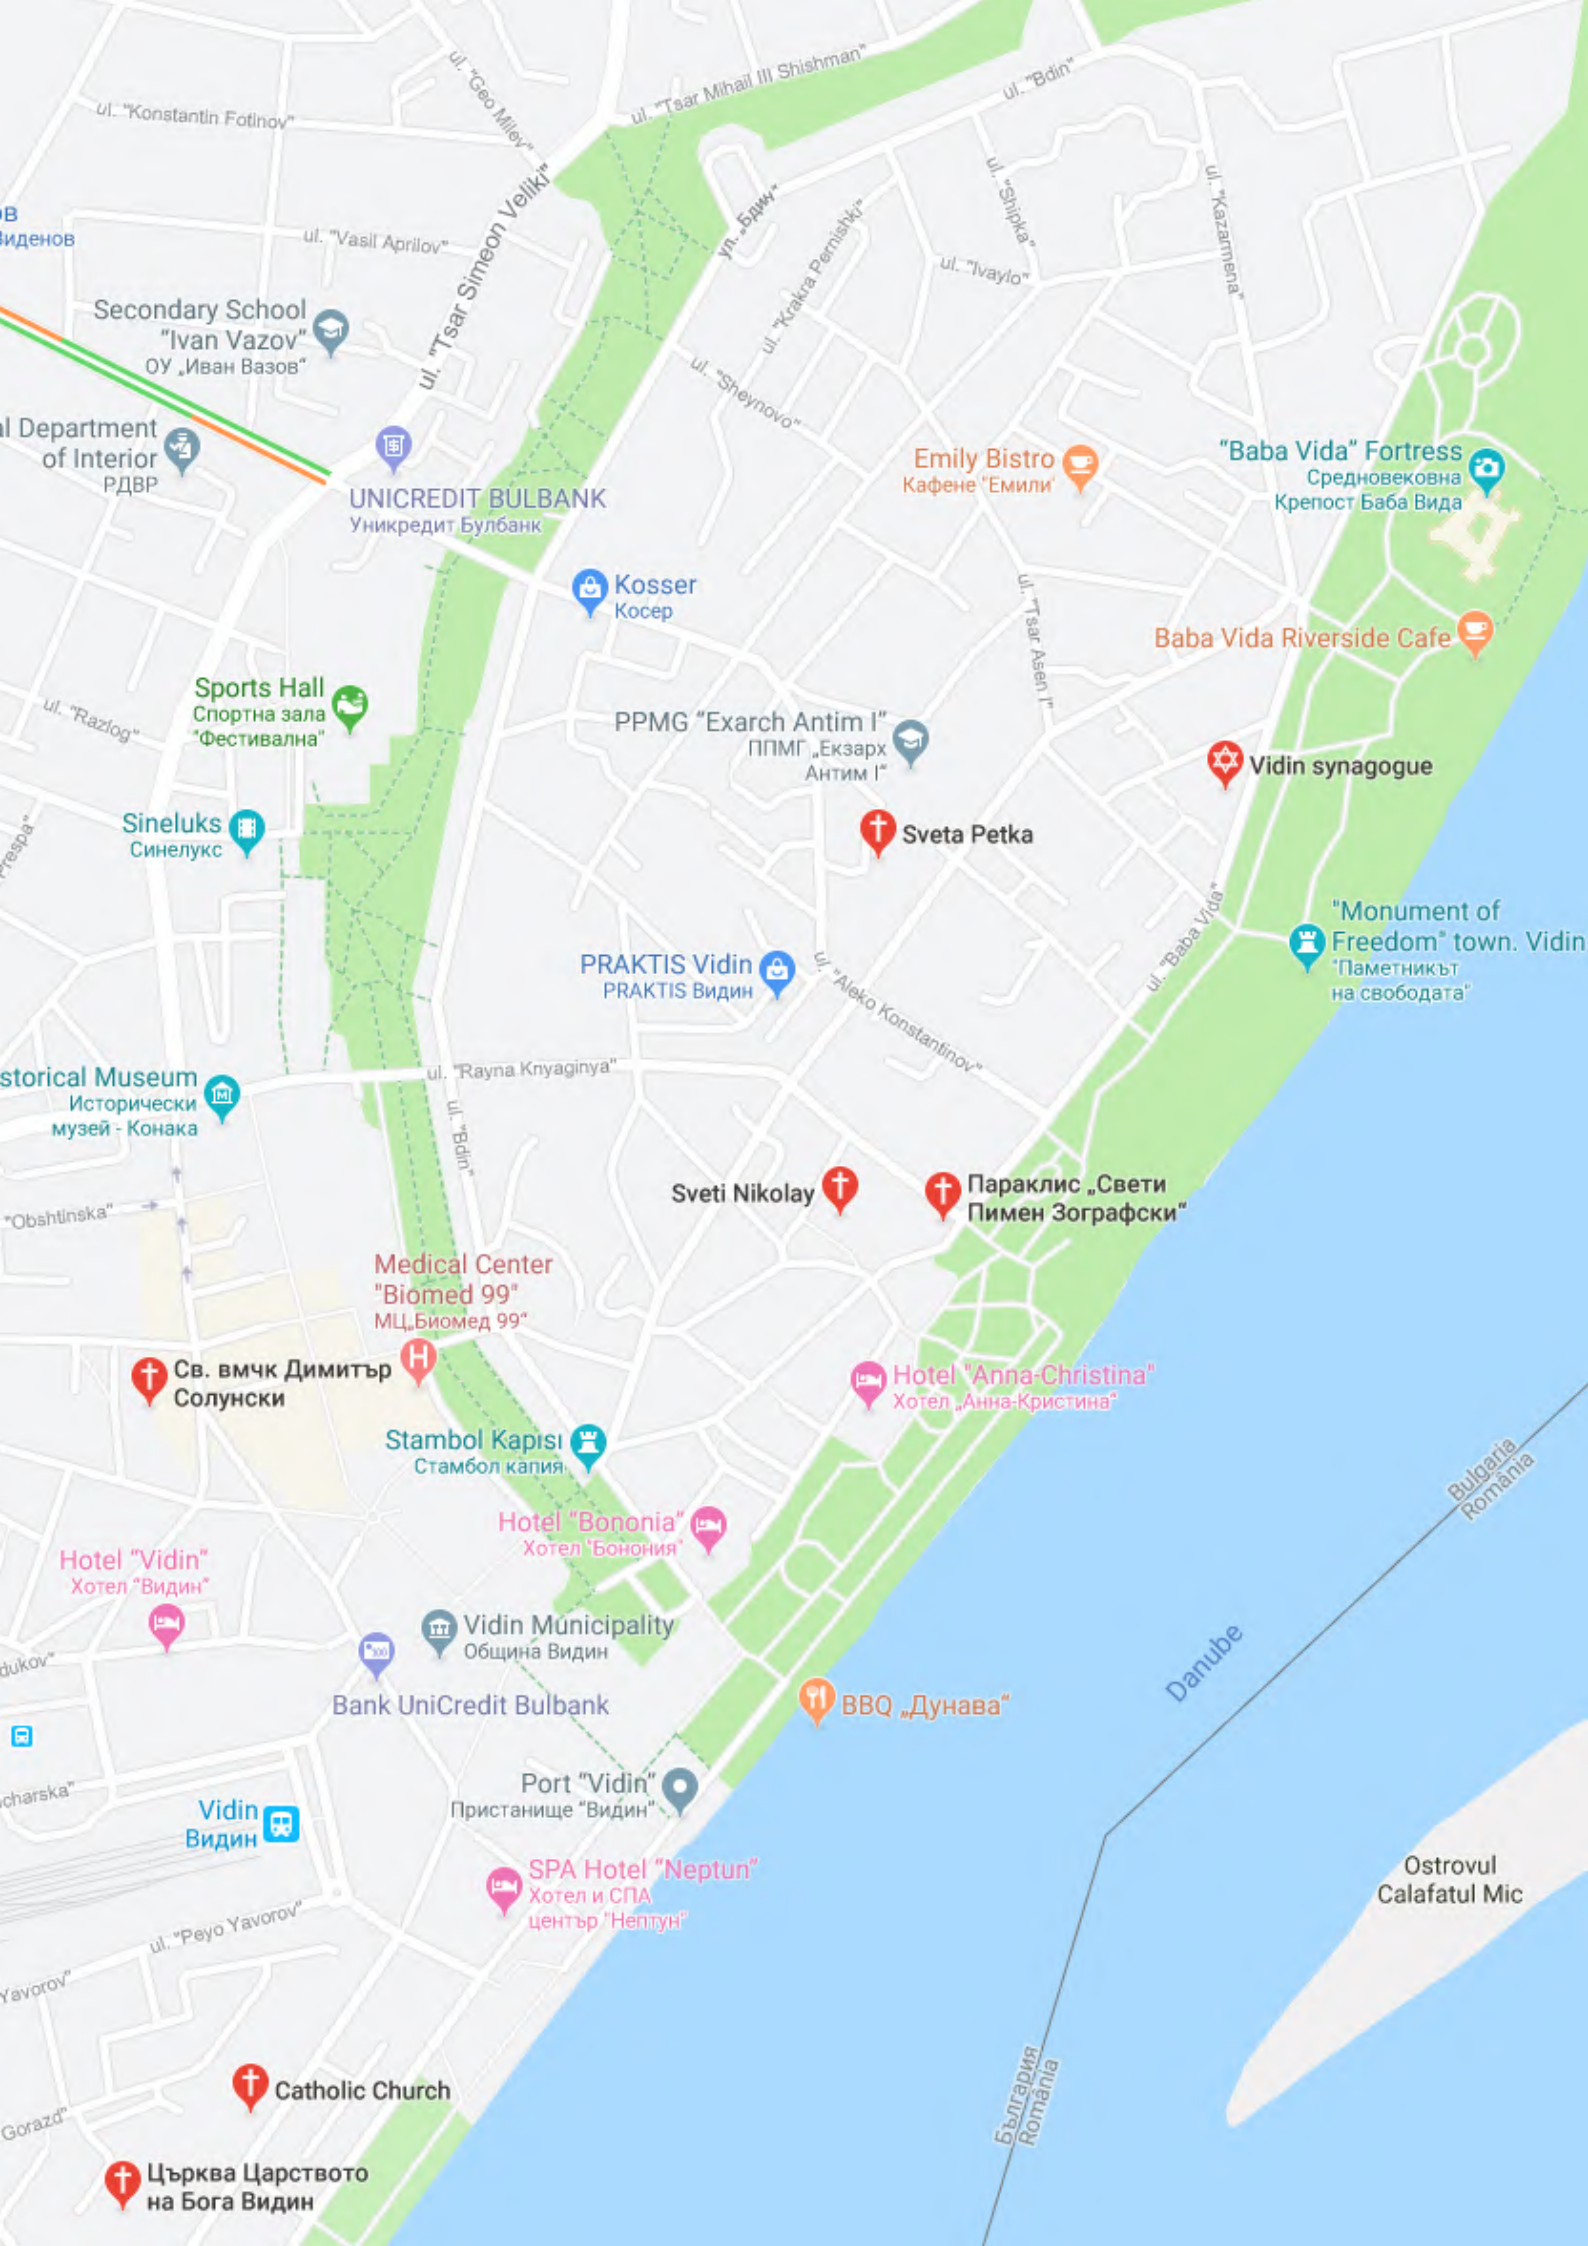 ul. "Tsar Mihail III Shishman"
ul. "Bdin"
ul. "Geo Milev"
ul. "Konstantin Fotinov"
ul. "Shipka"
ul. "Kazarmena"
ул. „Бдин“
ul. "Krakra Pernishki"
ul. "Tsar Simeon Veliki"
ul. "Vasil Aprilov"
Виденов
ul. "Ivaylo"
Secondary School
"Ivan Vazov"
ОУ „Иван Вазов“
ul. "Sheynovo"
al Department
of Interior
РДВР
Emily Bistro
Кафене "Емили"
"Baba Vida" Fortress
Средновековна
Крепост Баба Вида
UNICREDIT BULBANK
Уникредит Булбанк
Kosser
Косер
ul. "Tsar Asen I"
Baba Vida Riverside Cafe
Sports Hall
Спортна зала
"Фестивална"
ul. "Razlog"
PPMG "Exarch Antim I"
ППМГ „Екзарх
Антим I“
Vidin synagogue
Sineluks
Синелукс
Prespa"
Sveta Petka
"Monument of
Freedom" town. Vidin
"Паметникът
на свободата"
ul. "Baba Vida"
PRAKTIS Vidin
PRAKTIS Видин
ul. "Aleko Konstantinov"
ul. "Rayna Knyaginya"
storical Museum
Исторически
музей - Конака
ul. "Bdin"
Sveti Nikolay
Параклис „Свети
Пимен Зографски“
"Obshtinska"
Medical Center
"Biomed 99"
МЦ„Биомед 99“
H
Св. вмчк Димитър
Солунски
Hotel "Anna-Christina"
Хотел „Анна-Кристина“
Stambol Kapısı
Стамбол капия
Bulgaria
România
Hotel "Bononia"
Хотел "Бонония"
Hotel "Vidin"
Хотел "Видин"
Vidin Municipality
Община Видин
dukov"
Danube
Bank UniCredit Bulbank
BBQ „Дунава“
Port "Vidin"
Пристанище "Видин"
charska"
Vidin
Видин
SPA Hotel "Neptun"
Хотел и СПА
център "Нептун"
Ostrovul
Calafatul Mic
ul. "Peyo Yavorov"
Yavorov"
България
România
Catholic Church
Gorazd"
Църква Царството
на Бога Видин